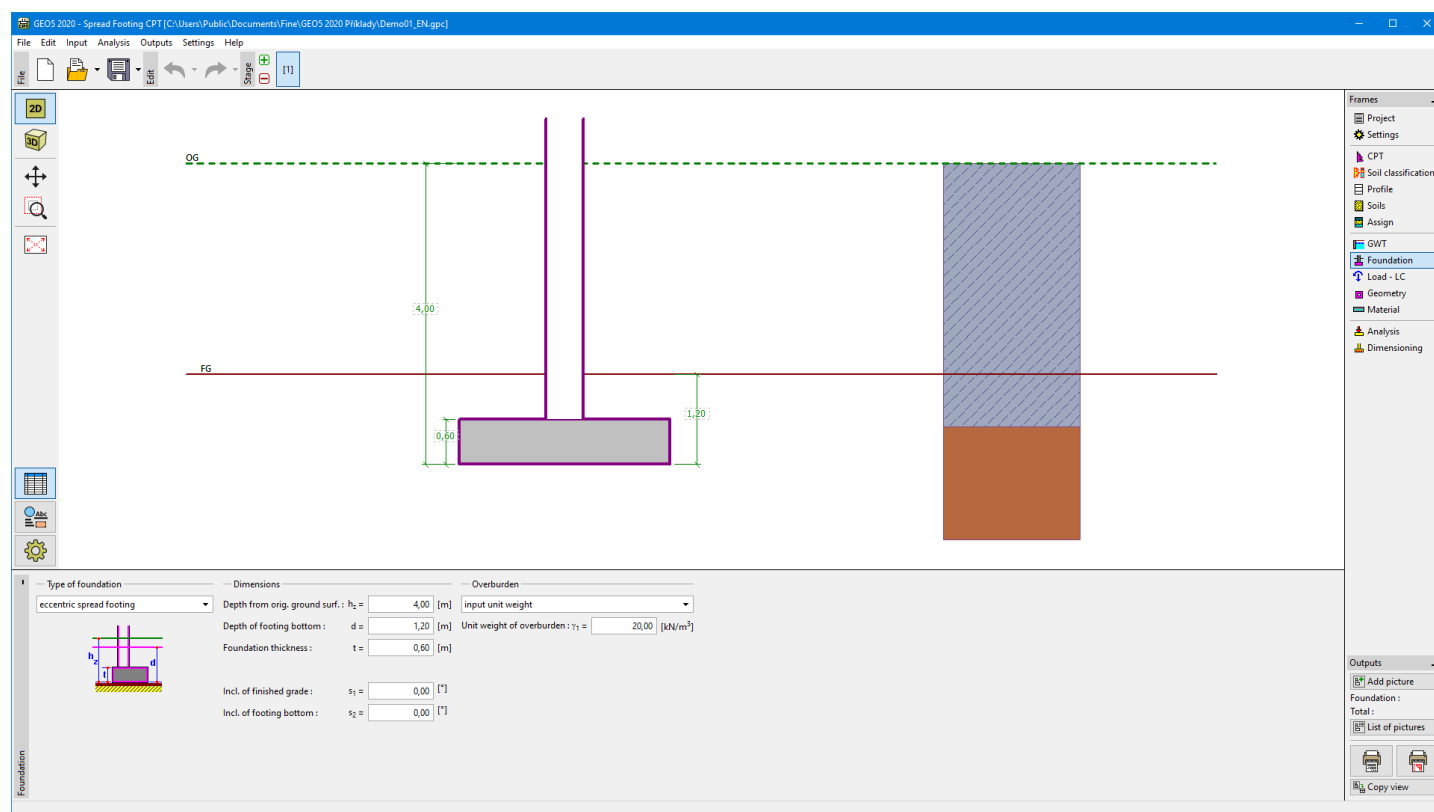 GEO5 2020 - Spread Footing CPT [C:\Users\Public\Documents\Fine\GEO5 2020 Příklady\Demo01_EN.gpc]
File Edit Input Analysis Outputs Settings Help
File
Edit
Stage
[1]
2D
3D
OG
4,00
FG
1,20
0,60
Abc
Frames
Project
Settings
CPT
Soil classification
Profile
Soils
Assign
GWT
Foundation
Load - LC
Geometry
Material
Analysis
Dimensioning
Outputs
Add picture
Foundation :
Total :
List of pictures
Copy view
Foundation
Type of foundation
eccentric spread footing
hz
d
t
Dimensions
Depth from orig. ground surf. : hz = 4,00 [m]
Depth of footing bottom : d = 1,20 [m]
Foundation thickness : t = 0,60 [m]
Incl. of finished grade : s1 = 0,00 [°]
Incl. of footing bottom : s2 = 0,00 [°]
Overburden
input unit weight
Unit weight of overburden : γ1 = 20,00 [kN/m³]